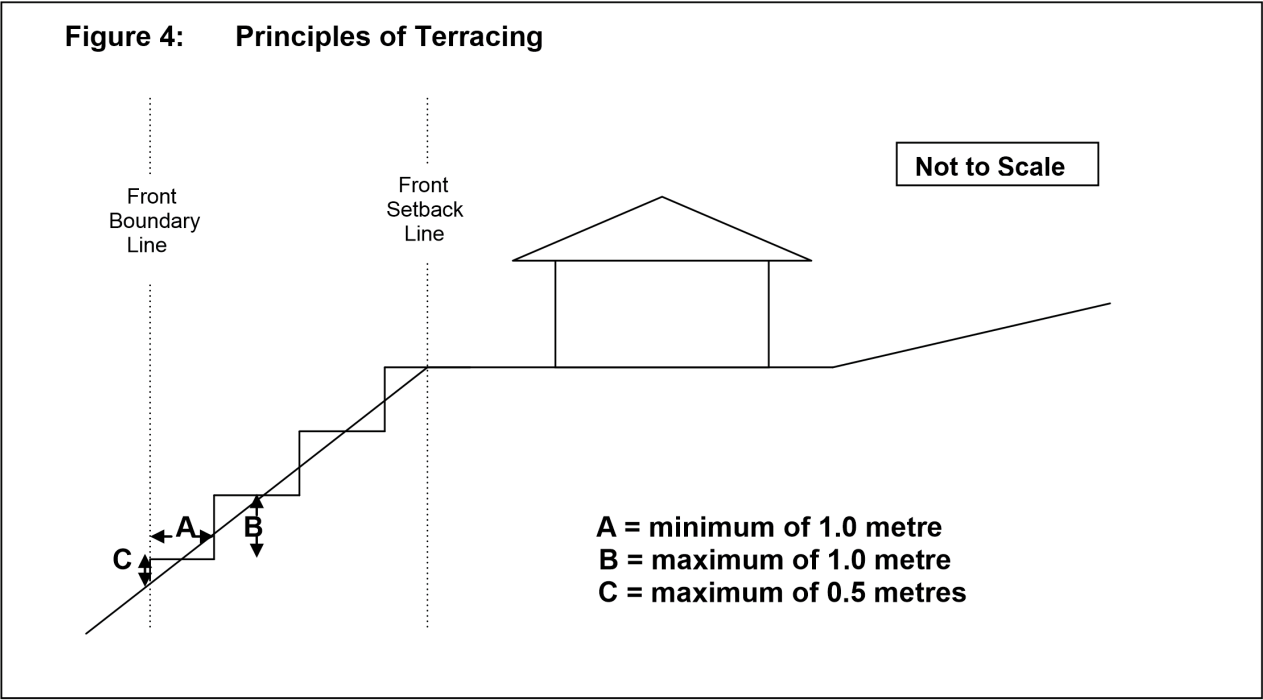 Figure 4: Principles of Terracing
Not to Scale
Front
Boundary
Line
Front
Setback
Line
A
B
C
A = minimum of 1.0 metre
B = maximum of 1.0 metre
C = maximum of 0.5 metres